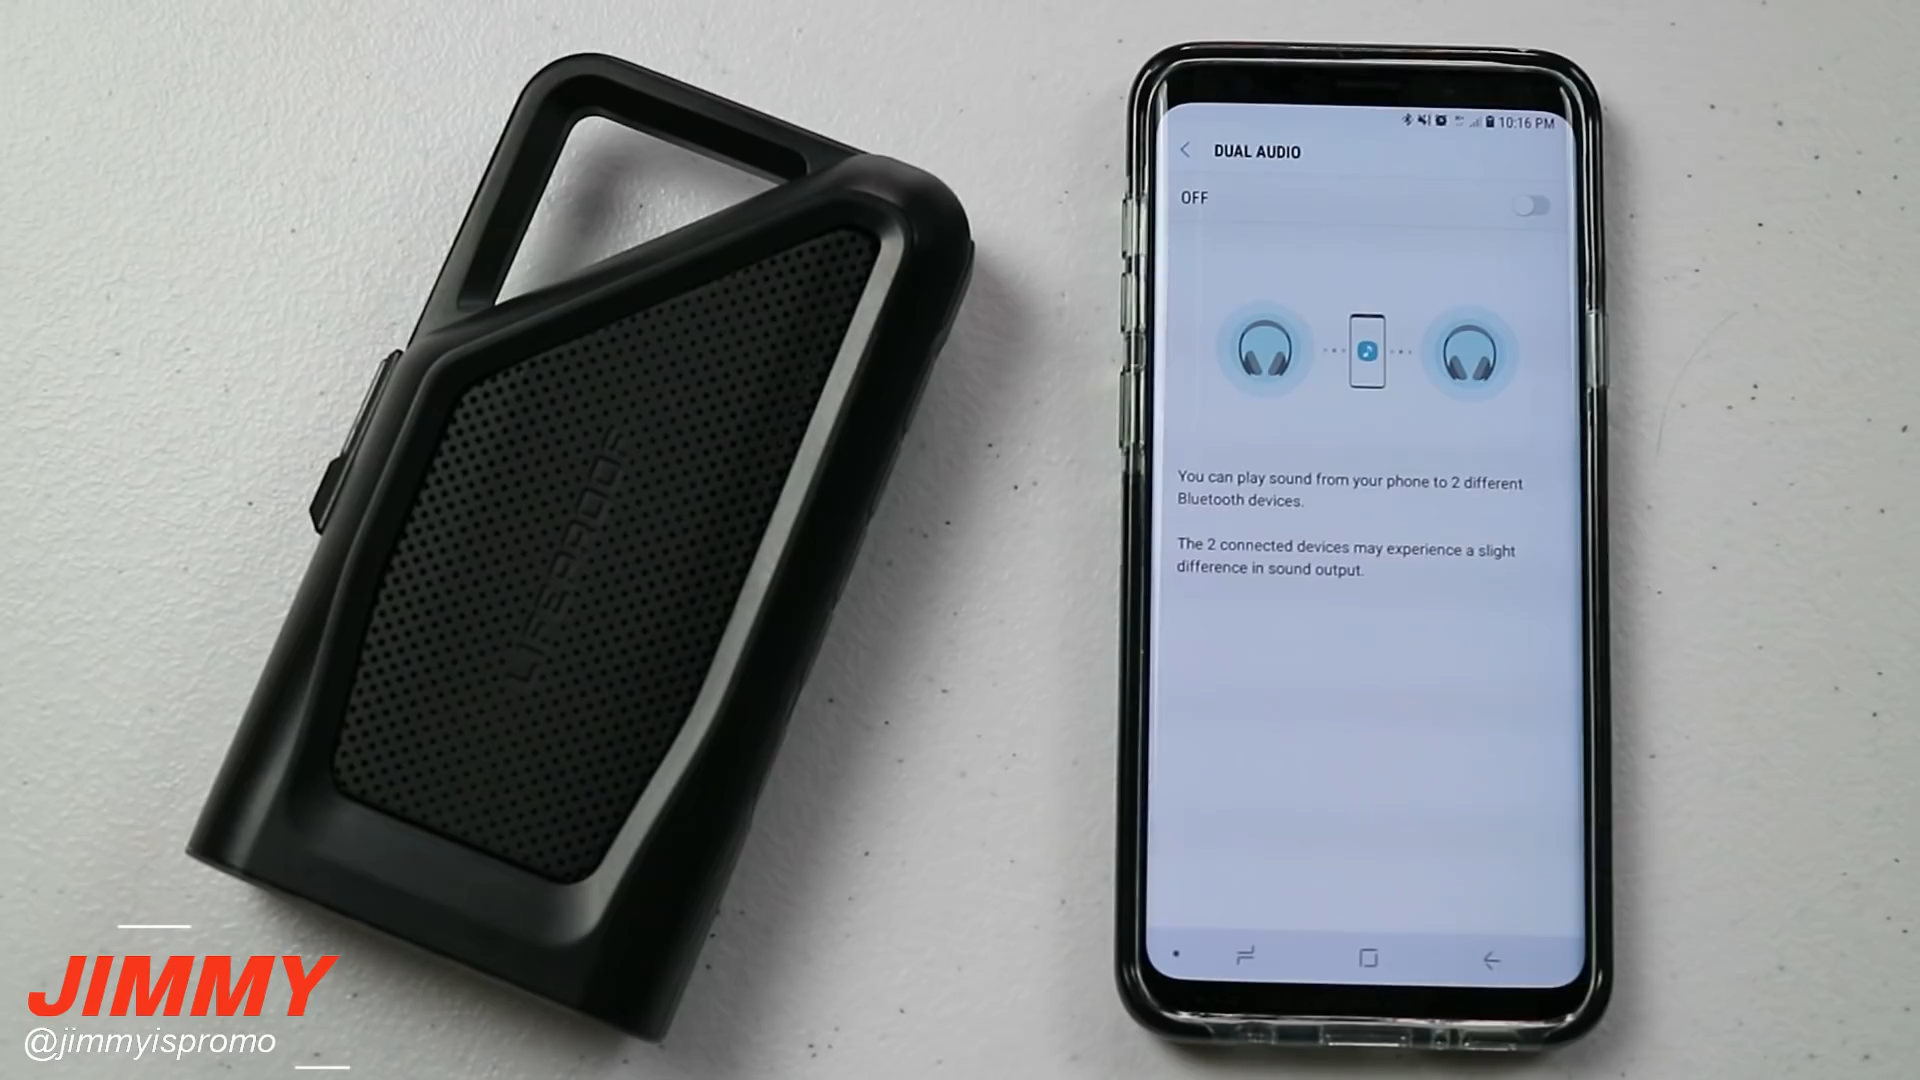 LIFEPROOF
10:16 PM
DUAL AUDIO
OFF
You can play sound from your phone to 2 different
Bluetooth devices.
The 2 connected devices may experience a slight
difference in sound output.
JIMMY
@jimmyispromo